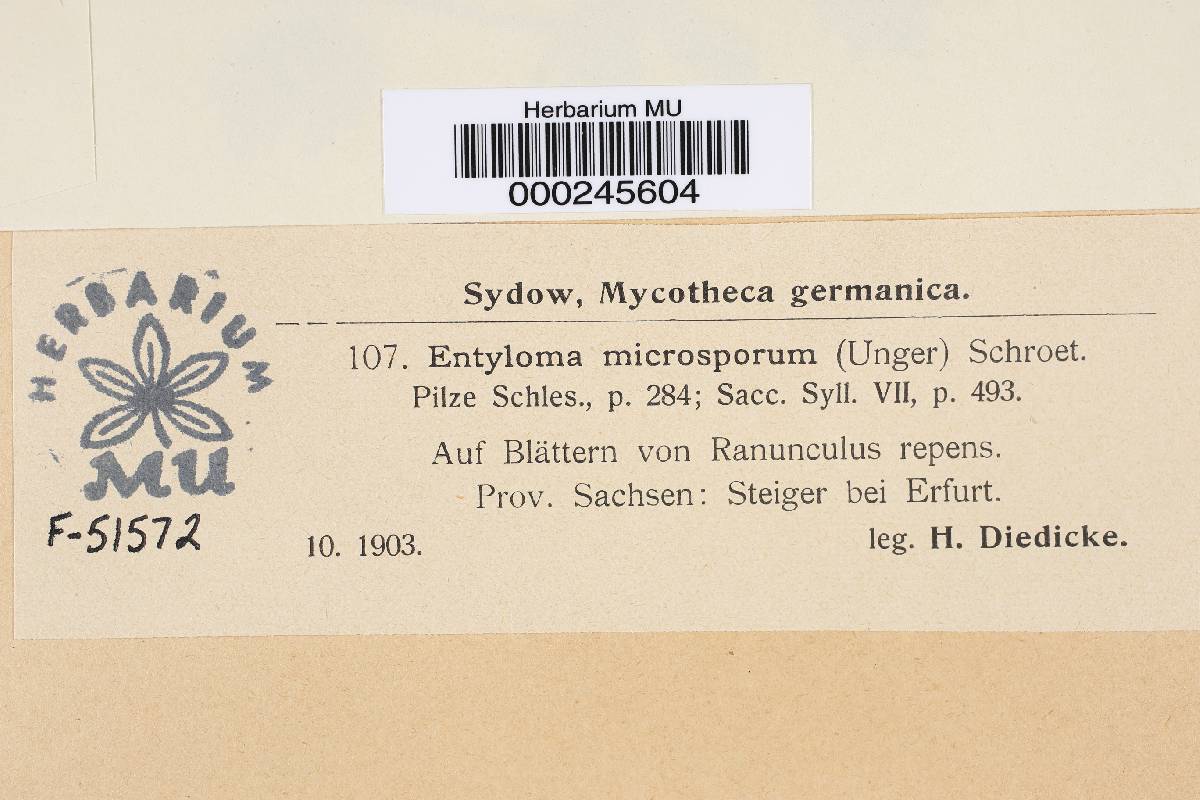 Herbarium MU
000245604
Sydow, Mycotheca germanica.
HERBARIUM
MU
F-51572
107. Entyloma microsporum (Unger) Schroet.
Pilze Schles., p. 284; Sacc. Syll. VII, p. 493.
Auf Blättern von Ranunculus repens.
Prov. Sachsen: Steiger bei Erfurt.
10. 1903. leg. H. Diedicke.